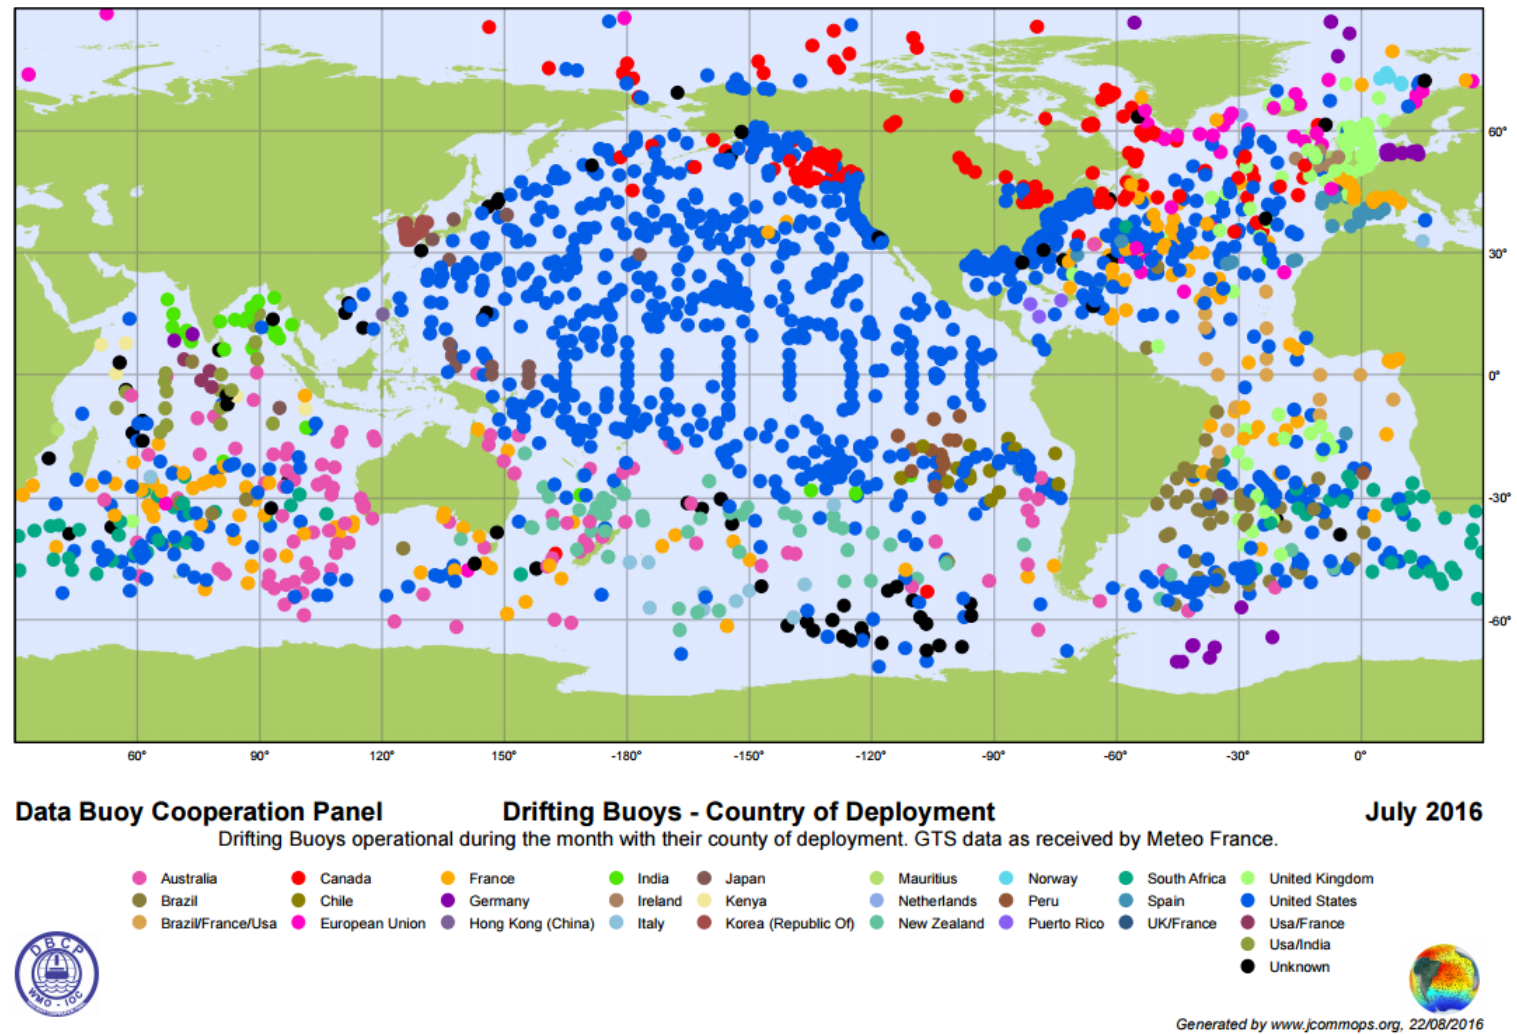 60°
30°
0°
-30°
-60°
60° 90° 120° 150° -180° -150° -120° -90° -60° -30° 0°
Data Buoy Cooperation Panel Drifting Buoys - Country of Deployment July 2016
Drifting Buoys operational during the month with their county of deployment. GTS data as received by Meteo France.
Australia Canada France India Japan Mauritius Norway South Africa United Kingdom
Brazil Chile Germany Ireland Kenya Netherlands Peru Spain United States
Brazil/France/Usa European Union Hong Kong (China) Italy Korea (Republic Of) New Zealand Puerto Rico UK/France Usa/France
Usa/India
Unknown
DBCP
WMO - IOC
Generated by www.jcommops.org, 22/08/2016